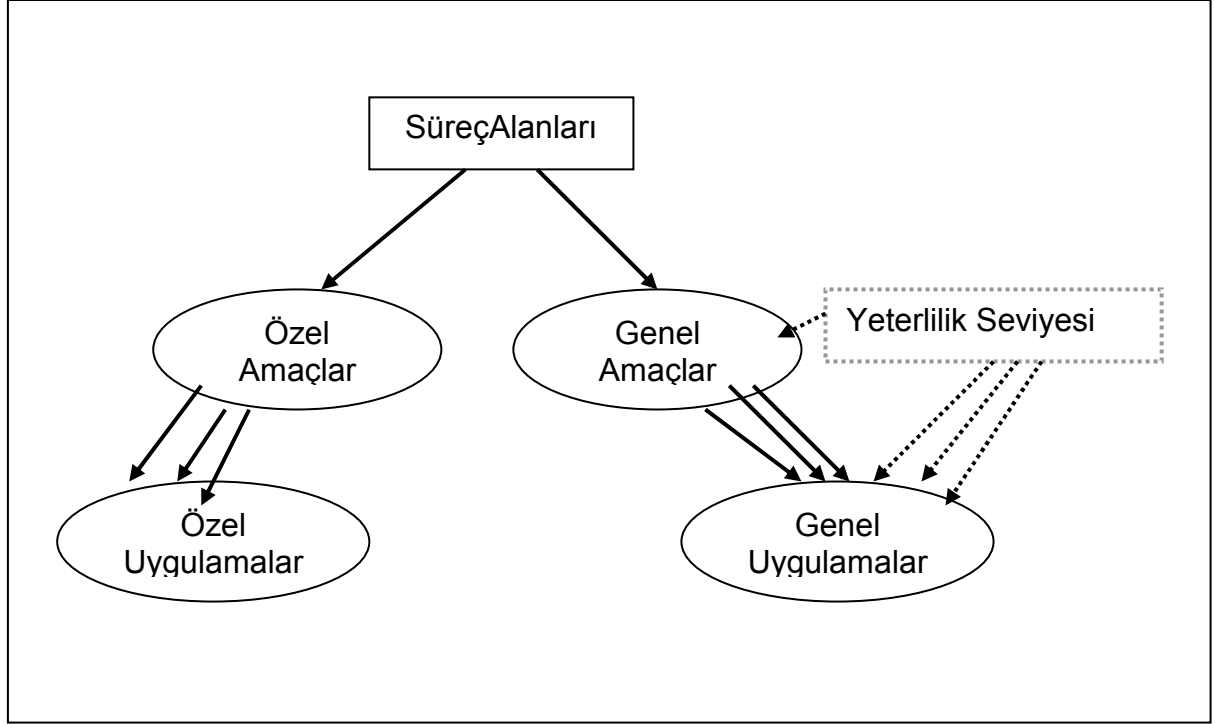 SüreçAlanları
Özel
Amaçlar
Genel
Amaçlar
Yeterlilik Seviyesi
Özel
Uygulamalar
Genel
Uygulamalar